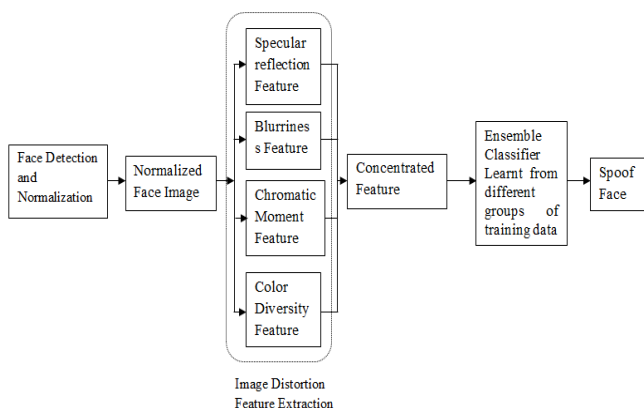 Face Detection
and
Normalization
Normalized
Face Image
Specular
reflection
Feature
Blurrines
s Feature
Chromatic
Moment
Feature
Color
Diversity
Feature
Image Distortion
Feature Extraction
Concentrated
Feature
Ensemble
Classifier
Learnt from
different
groups of
training data
Spoof
Face